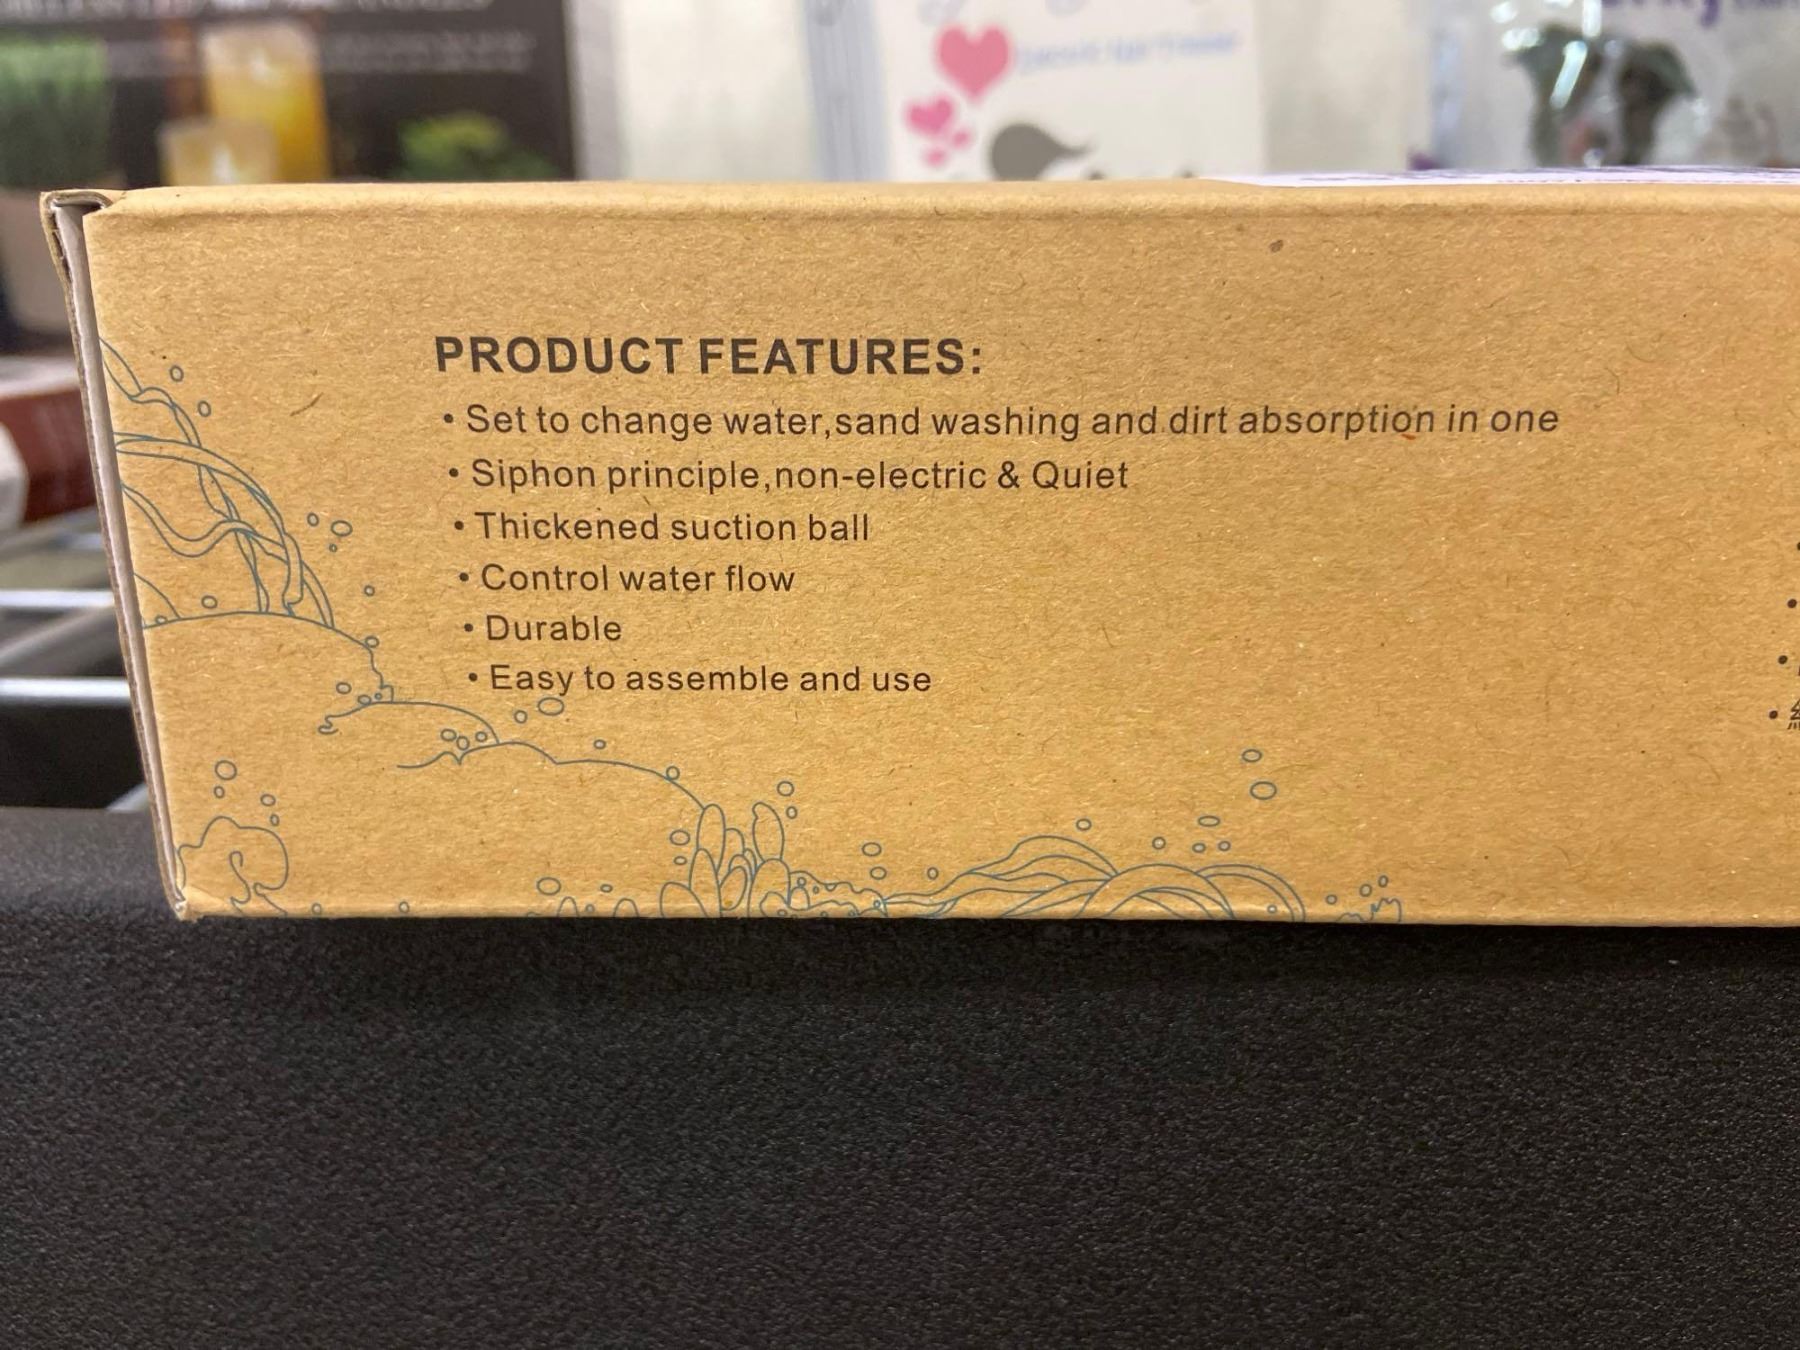 PRODUCT FEATURES:
• Set to change water,sand washing and dirt absorption in one
• Siphon principle,non-electric & Quiet
• Thickened suction ball
• Control water flow
• Durable
• Easy to assemble and use